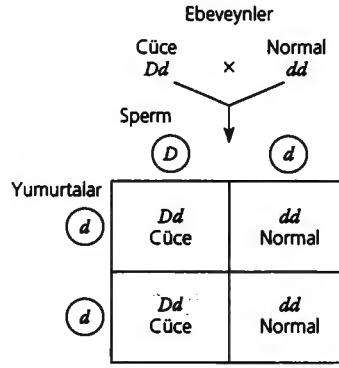 Ebeveynler
Cüce Normal
Dd × dd
Sperm
D d
Yumurtalar
d Dd dd
Cüce Normal
d Dd dd
Cüce Normal